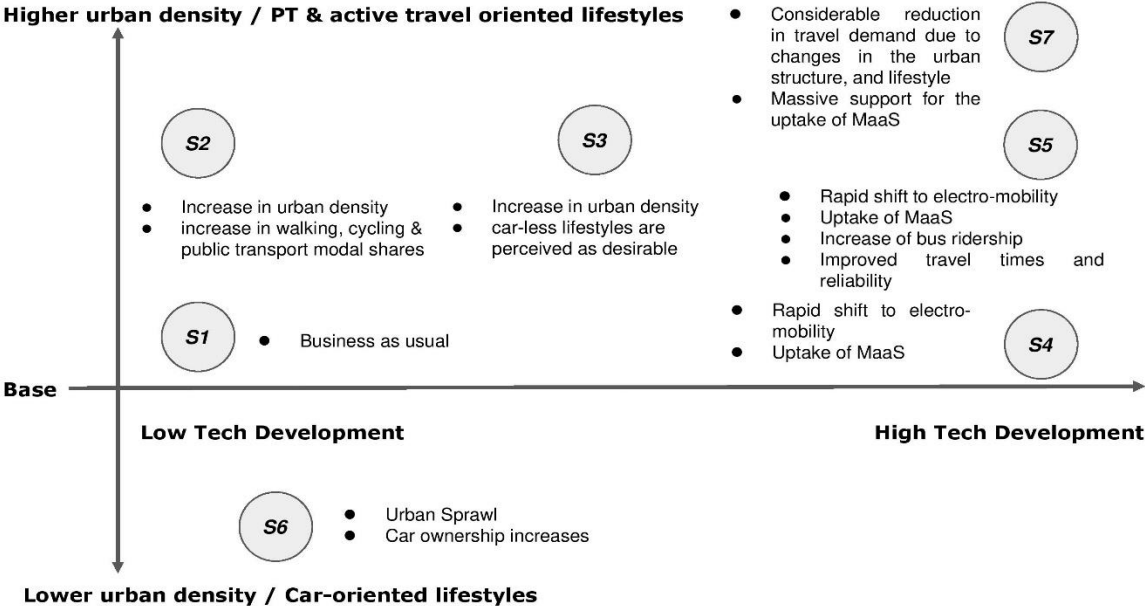 Higher urban density / PT & active travel oriented lifestyles
● Considerable reduction
in travel demand due to
changes in the urban
structure, and lifestyle
● Massive support for the
uptake of MaaS
S7
S2
● Increase in urban density
● increase in walking, cycling &
public transport modal shares
S3
● Increase in urban density
● car-less lifestyles are
perceived as desirable
S5
● Rapid shift to electro-mobility
● Uptake of MaaS
● Increase of bus ridership
● Improved travel times and
reliability
S1
● Business as usual
● Rapid shift to electro-
mobility
● Uptake of MaaS
S4
Base
Low Tech Development
High Tech Development
S6
● Urban Sprawl
● Car ownership increases
Lower urban density / Car-oriented lifestyles